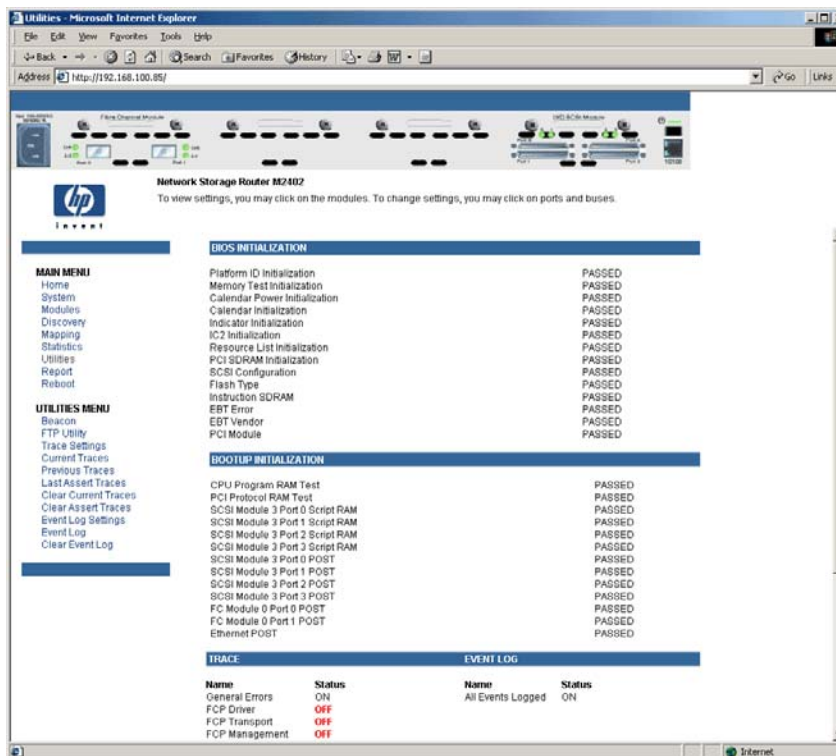 Utilities - Microsoft Internet Explorer
File Edit View Favorites Tools Help
Back Search Favorites History
Address http://192.168.100.85/ Go Links
Fibre Channel Module
Port 0 Port 1
Network Storage Router M2402
To view settings, you may click on the modules. To change settings, you may click on ports and buses.
hp
invent
MAIN MENU
Home
System
Modules
Discovery
Mapping
Statistics
Utilities
Report
Reboot
UTILITIES MENU
Beacon
FTP Utility
Trace Settings
Current Traces
Previous Traces
Last Assert Traces
Clear Current Traces
Clear Assert Traces
Event Log Settings
Event Log
Clear Event Log
BIOS INITIALIZATION
Platform ID Initialization PASSED
Memory Test Initialization PASSED
Calendar Power Initialization PASSED
Calendar Initialization PASSED
Indicator Initialization PASSED
IC2 Initialization PASSED
Resource List Initialization PASSED
PCI SDRAM Initialization PASSED
SCSI Configuration PASSED
Flash Type PASSED
Instruction SDRAM PASSED
EBT Error PASSED
EBT Vendor PASSED
PCI Module PASSED
BOOTUP INITIALIZATION
CPU Program RAM Test PASSED
PCI Protocol RAM Test PASSED
SCSI Module 3 Port 0 Script RAM PASSED
SCSI Module 3 Port 1 Script RAM PASSED
SCSI Module 3 Port 2 Script RAM PASSED
SCSI Module 3 Port 3 Script RAM PASSED
SCSI Module 3 Port 0 POST PASSED
SCSI Module 3 Port 1 POST PASSED
SCSI Module 3 Port 2 POST PASSED
SCSI Module 3 Port 3 POST PASSED
FC Module 0 Port 0 POST PASSED
FC Module 0 Port 1 POST PASSED
Ethernet POST PASSED
TRACE EVENT LOG
Name Status Name Status
General Errors ON All Events Logged ON
FCP Driver OFF
FCP Transport OFF
FCP Management OFF
Internet